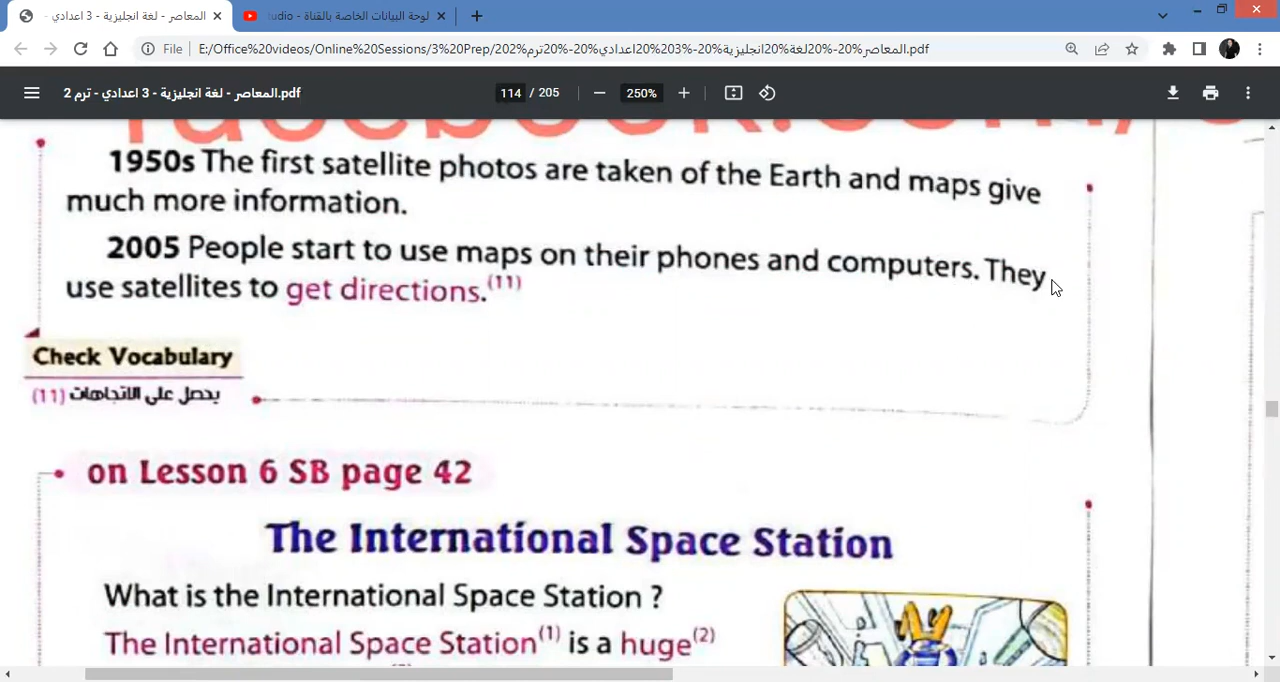 المعاصر - لغة انجليزية - 3 اعدادي -
لوحة البيانات الخاصة بالقناة - udio
File
E:/Office%20videos/Online%20Sessions/3%20Prep/202%ترم%20-%20اعدادي%203%20انجليزية%20لغة%20-%20المعاصر.pdf
المعاصر - لغة انجليزية - 3 اعدادي - ترم 2.pdf
114 / 205
250%
facebook.com/
1950s The first satellite photos are taken of the Earth and maps give
much more information.
2005 People start to use maps on their phones and computers. They
use satellites to get directions.(11)
Check Vocabulary
(11) يحصل على الاتجاهات
on Lesson 6 SB page 42
The International Space Station
What is the International Space Station ?
The International Space Station(1) is a huge(2)